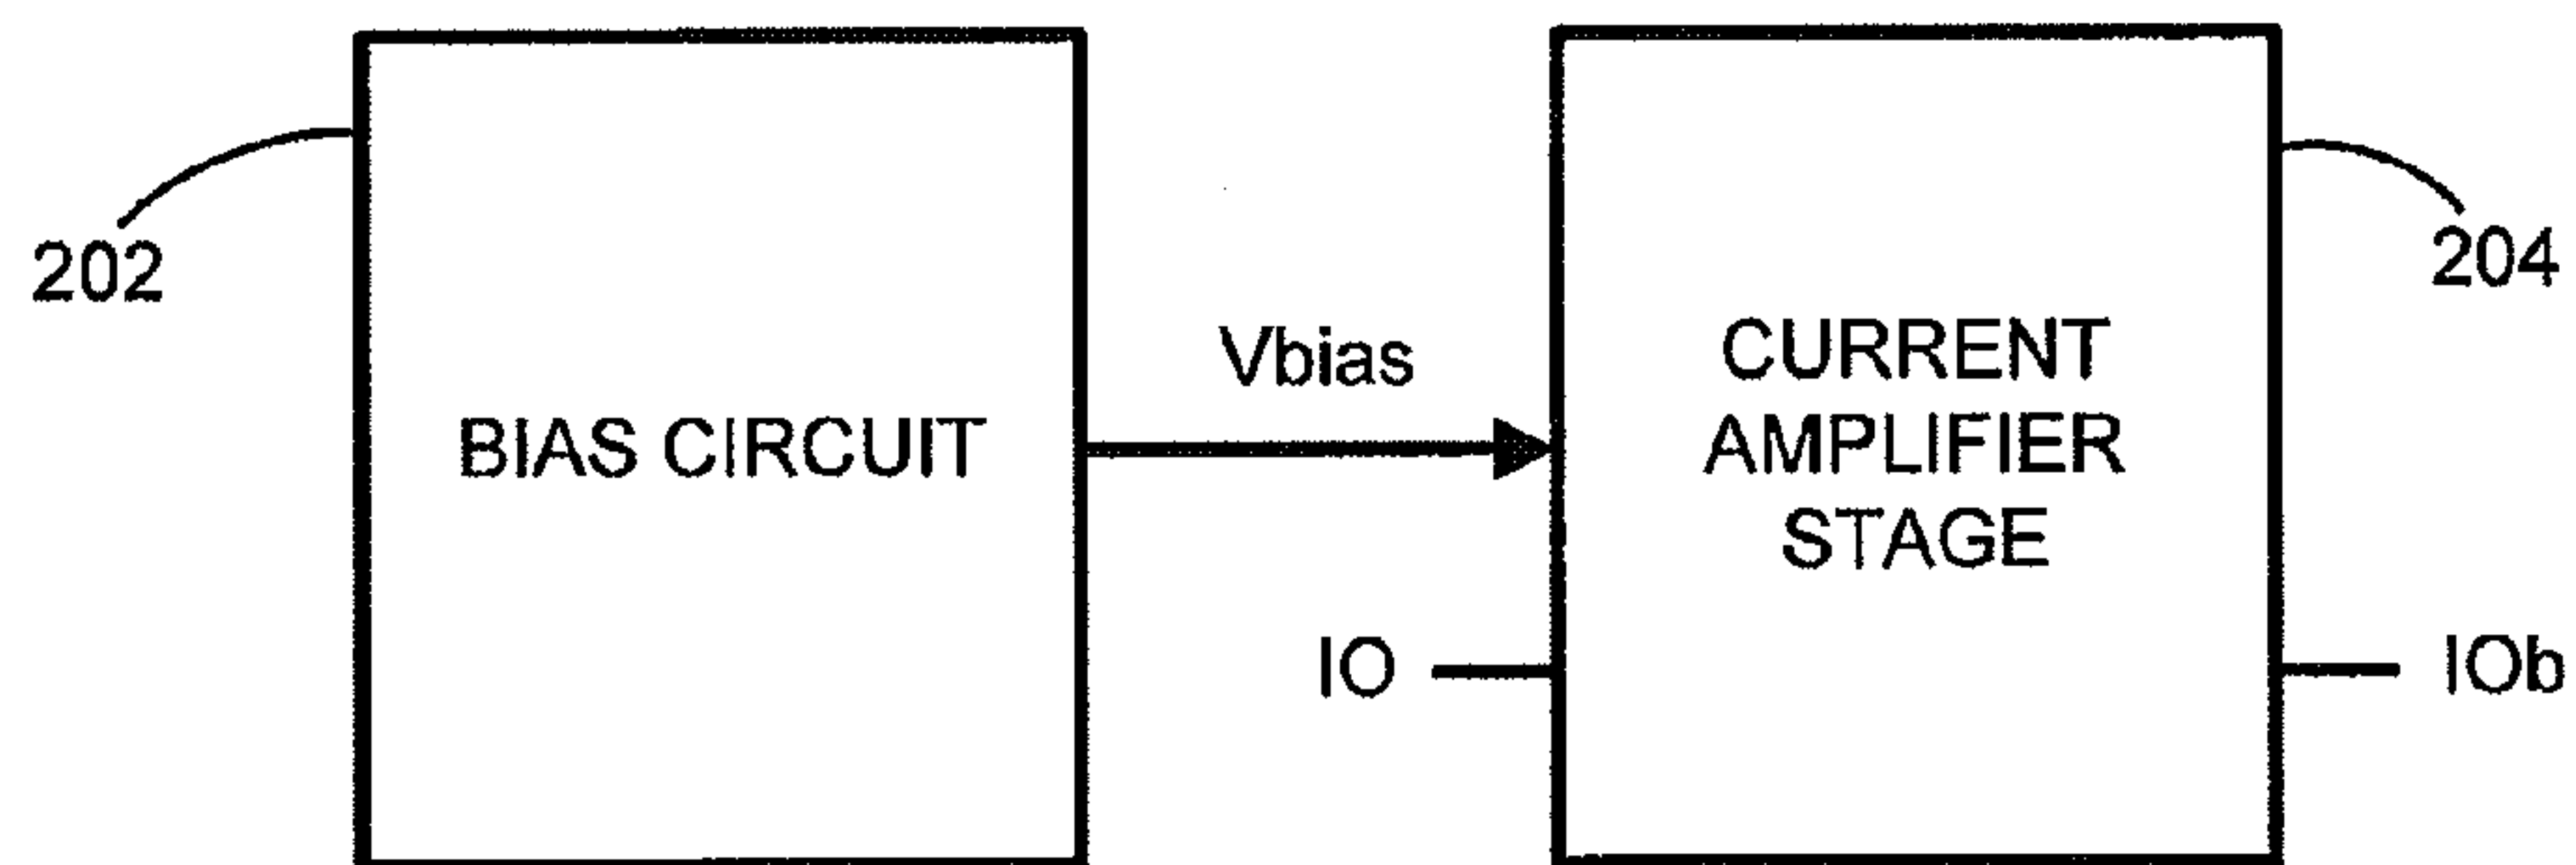 202
BIAS CIRCUIT
Vbias
IO
CURRENT
AMPLIFIER
STAGE
204
IOb